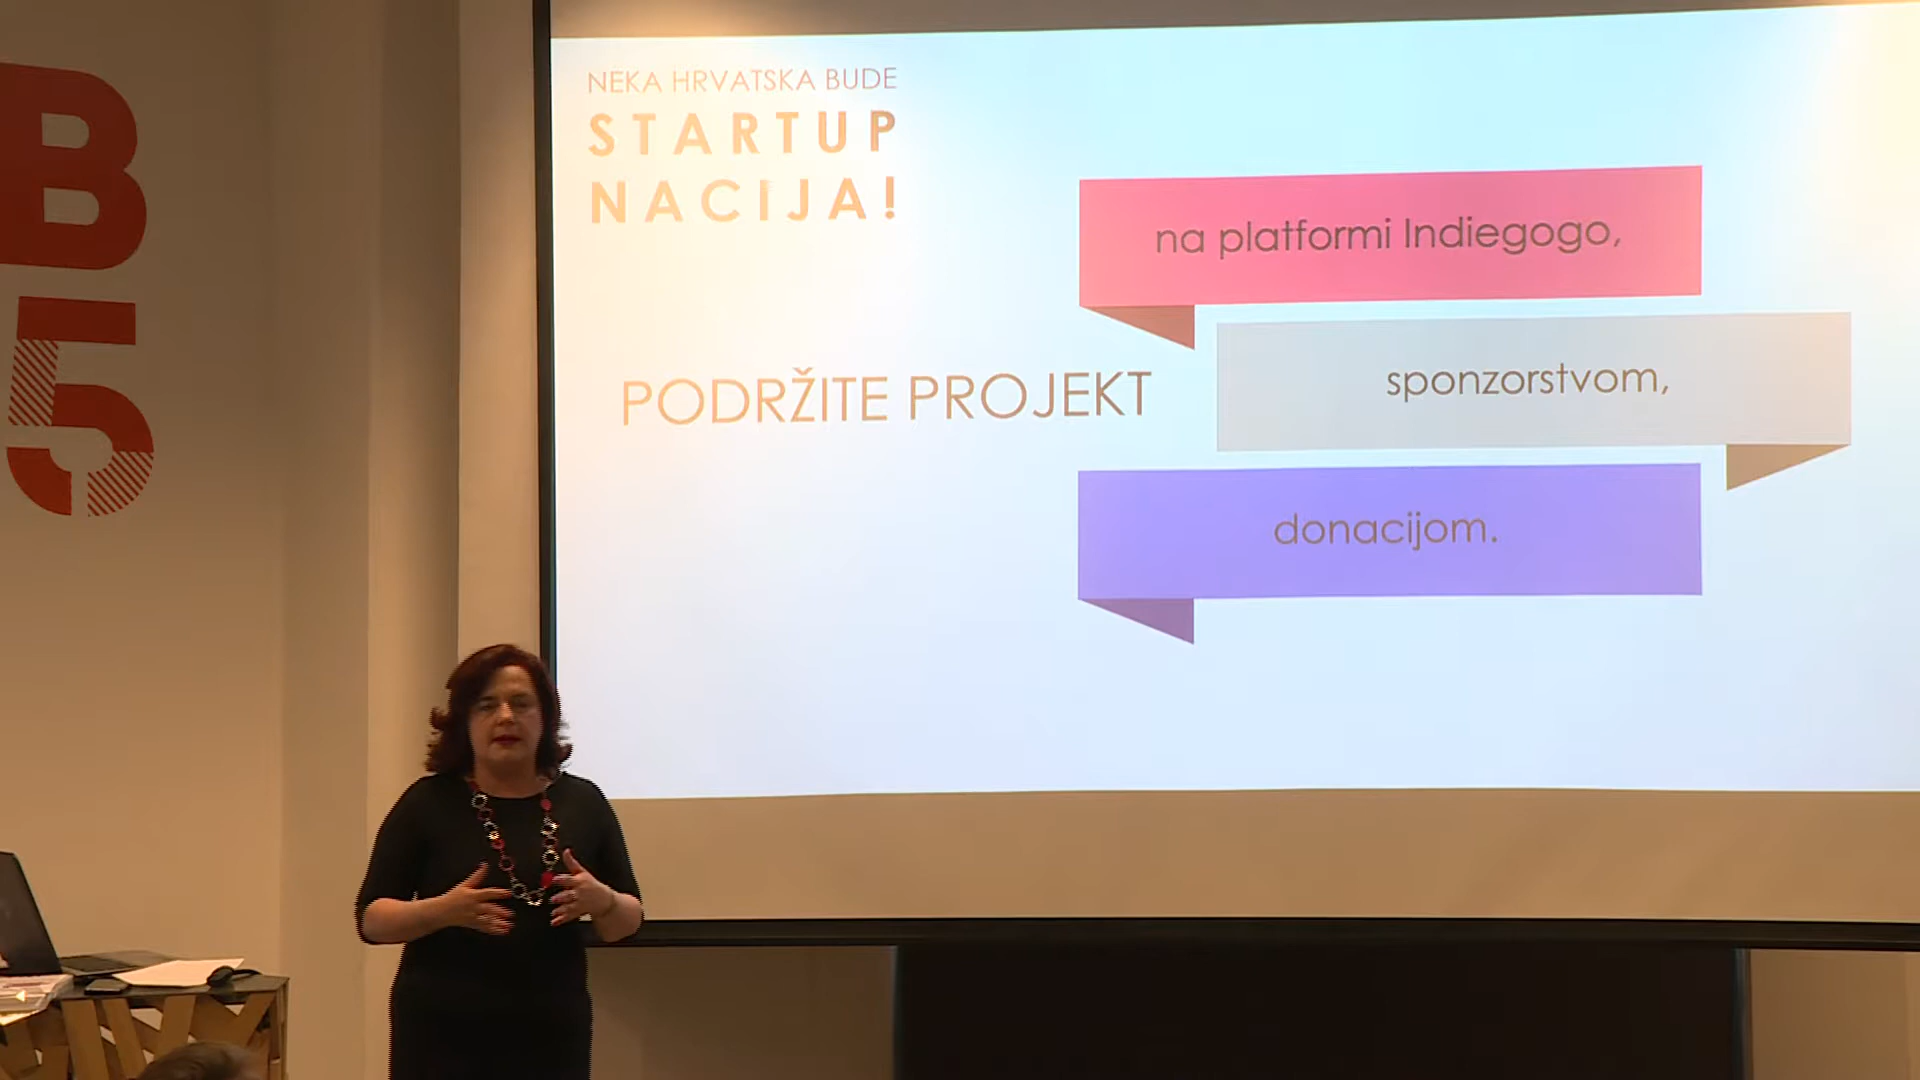 B
5
NEKA HRVATSKA BUDE
STARTUP
NACIJA!
na platformi Indiegogo,
PODRŽITE PROJEKT
sponzorstvom,
donacijom.